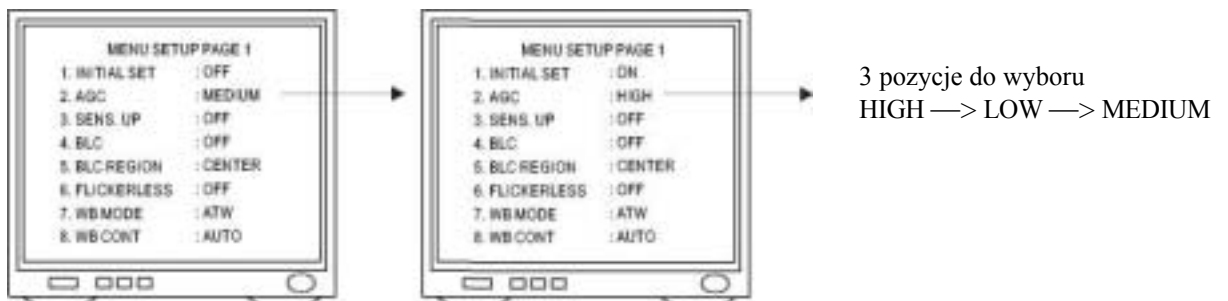 MENU SETUP PAGE 1
1. INITIAL SET : OFF
2. AGC : MEDIUM
3. SENS. UP : OFF
4. BLC : OFF
5. BLC REGION : CENTER
6. FLICKERLESS : OFF
7. WB MODE : ATW
8. WB CONT : AUTO
MENU SETUP PAGE 1
1. INITIAL SET : ON
2. AGC : HIGH
3. SENS. UP : OFF
4. BLC : OFF
5. BLC REGION : CENTER
6. FLICKERLESS : OFF
7. WB MODE : ATW
8. WB CONT : AUTO
3 pozycje do wyboru
HIGH —> LOW —> MEDIUM